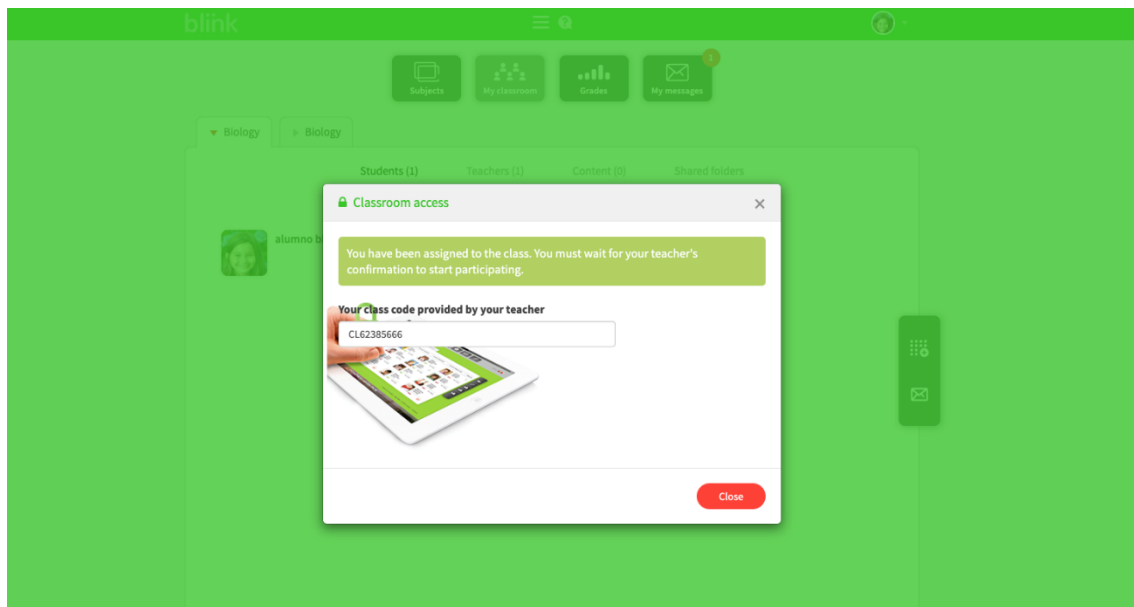 blink
Subjects
My classroom
Grades
My messages
1
Biology
Biology
Students (1)
Teachers (1)
Content (0)
Shared folders
Classroom access
alumno b
You have been assigned to the class. You must wait for your teacher's
confirmation to start participating.
Your class code provided by your teacher
CL62385666
Close